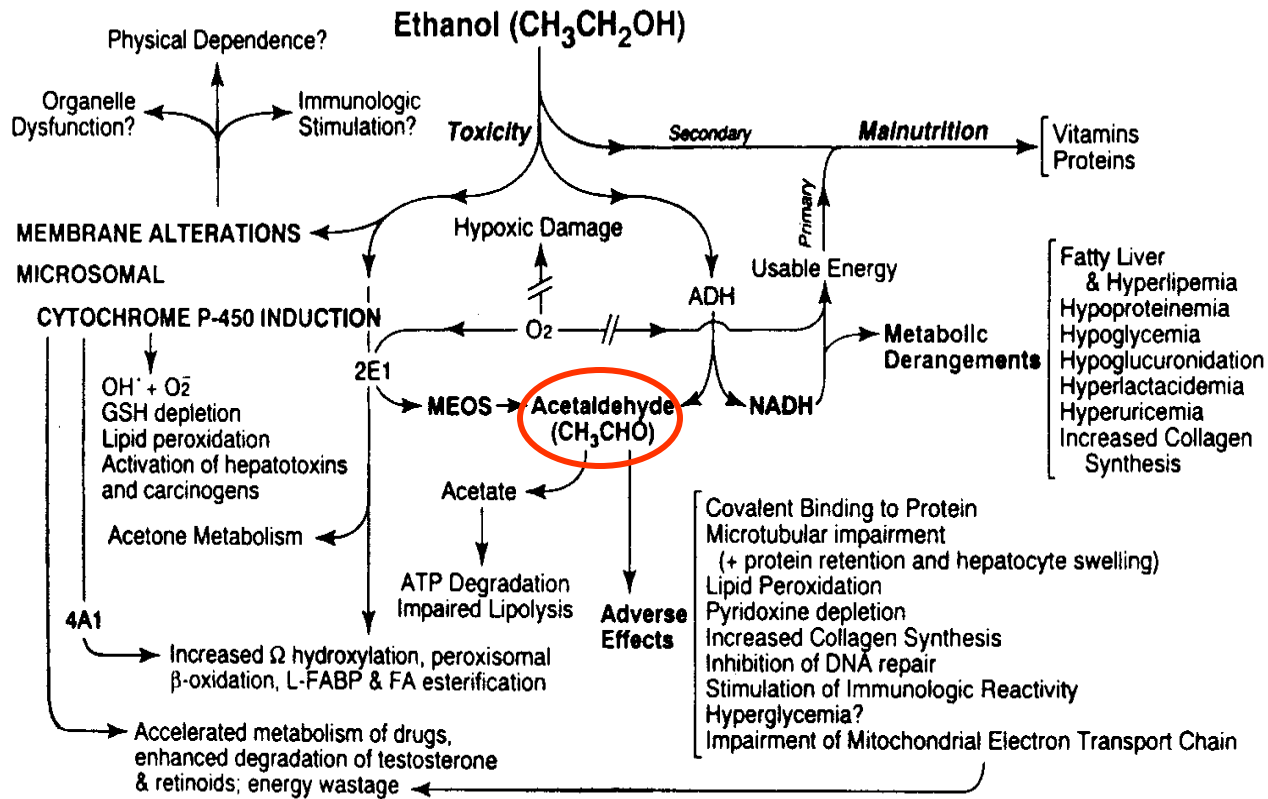 Ethanol (CH3CH2OH)
Physical Dependence?
Organelle
Dysfunction?
Immunologic
Stimulation?
Toxicity
Secondary
Malnutrition
Vitamins
Proteins
Primary
MEMBRANE ALTERATIONS
Hypoxic Damage
MICROSOMAL
Usable Energy
ADH
CYTOCHROME P-450 INDUCTION
O2
2E1
Metabolic
Derangements
Fatty Liver
& Hyperlipemia
Hypoproteinemia
Hypoglycemia
Hypoglucuronidation
Hyperlactacidemia
Hyperuricemia
Increased Collagen
Synthesis
OH· + O2̄
GSH depletion
Lipid peroxidation
Activation of hepatotoxins
and carcinogens
MEOS
Acetaldehyde
(CH3CHO)
NADH
Acetone Metabolism
Acetate
ATP Degradation
Impaired Lipolysis
Adverse
Effects
Covalent Binding to Protein
Microtubular impairment
(+ protein retention and hepatocyte swelling)
Lipid Peroxidation
Pyridoxine depletion
Increased Collagen Synthesis
Inhibition of DNA repair
Stimulation of Immunologic Reactivity
Hyperglycemia?
Impairment of Mitochondrial Electron Transport Chain
4A1
Increased Ω hydroxylation, peroxisomal
β-oxidation, L-FABP & FA esterification
Accelerated metabolism of drugs,
enhanced degradation of testosterone
& retinoids; energy wastage